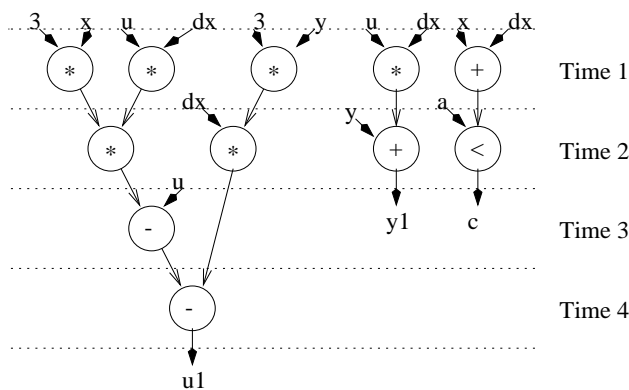 3 x u dx 3 y u dx x dx
* * * * + Time 1
dx y a
* * + < Time 2
u
- y1 c Time 3
- Time 4
u1